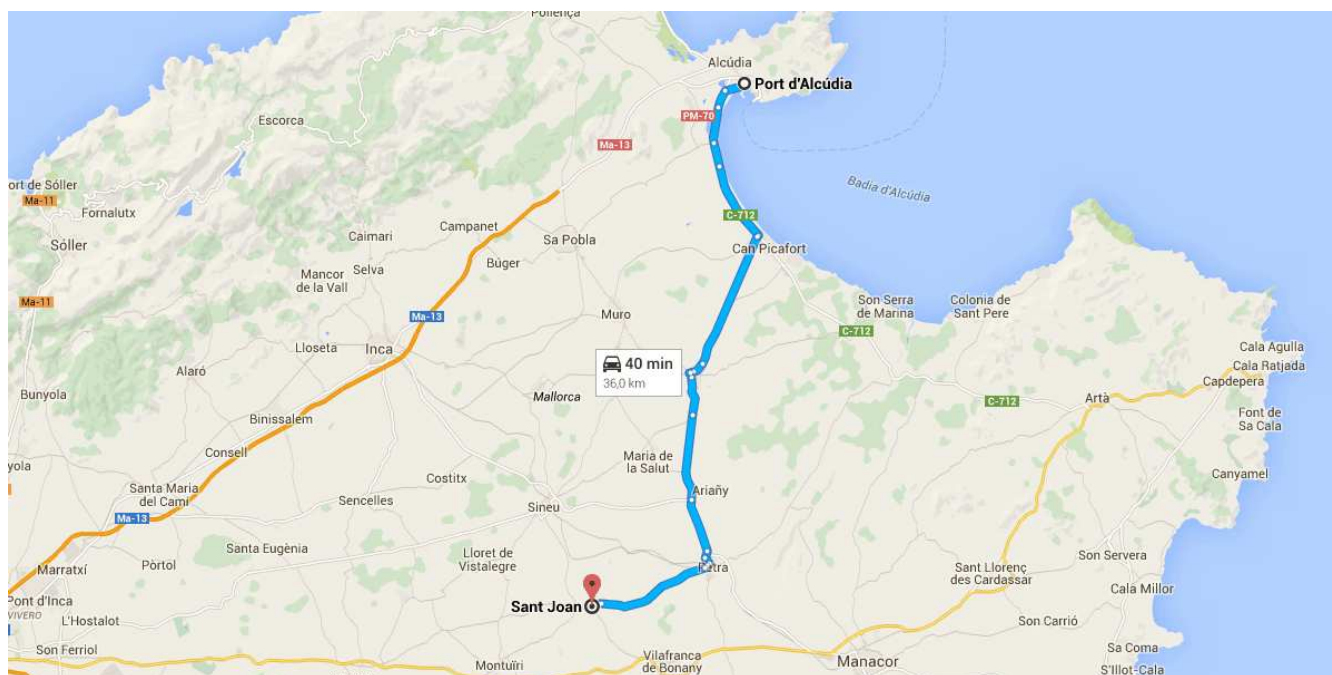 Pollença
Alcúdia
Port d'Alcúdia
PM-70
Escorca
Ma-13
Badia d'Alcúdia
ort de Sóller
Ma-11
Fornalutx
C-712
Campanet
Caimari
Sa Pobla
Can Picafort
Sóller
Búger
Selva
Mancor
de la Vall
Ma-11
Son Serra
de Marina
Colonia de
Sant Pere
Ma-13
Muro
C-712
Lloseta
Inca
Cala Agulla
Cala Ratjada
40 min
36,0 km
Alaró
Capdepera
Bunyola
Mallorca
C-712
Artà
Font de
Sa Cala
Binissalem
Consell
Maria de
la Salut
yola
Canyamel
Costitx
Santa Maria
del Camí
Sencelles
Ariañy
Sineu
Ma-13
Santa Eugènia
Lloret de
Vistalegre
Son Servera
Pòrtol
Marratxí
Petra
Sant Llorenç
des Cardassar
Cala Millor
Pont d'Inca
VIVERO
Sant Joan
L'Hostalot
Son Carrió
Son Ferriol
Sa Coma
Vilafranca
de Bonany
Montuïri
Manacor
S'Illot-Cala